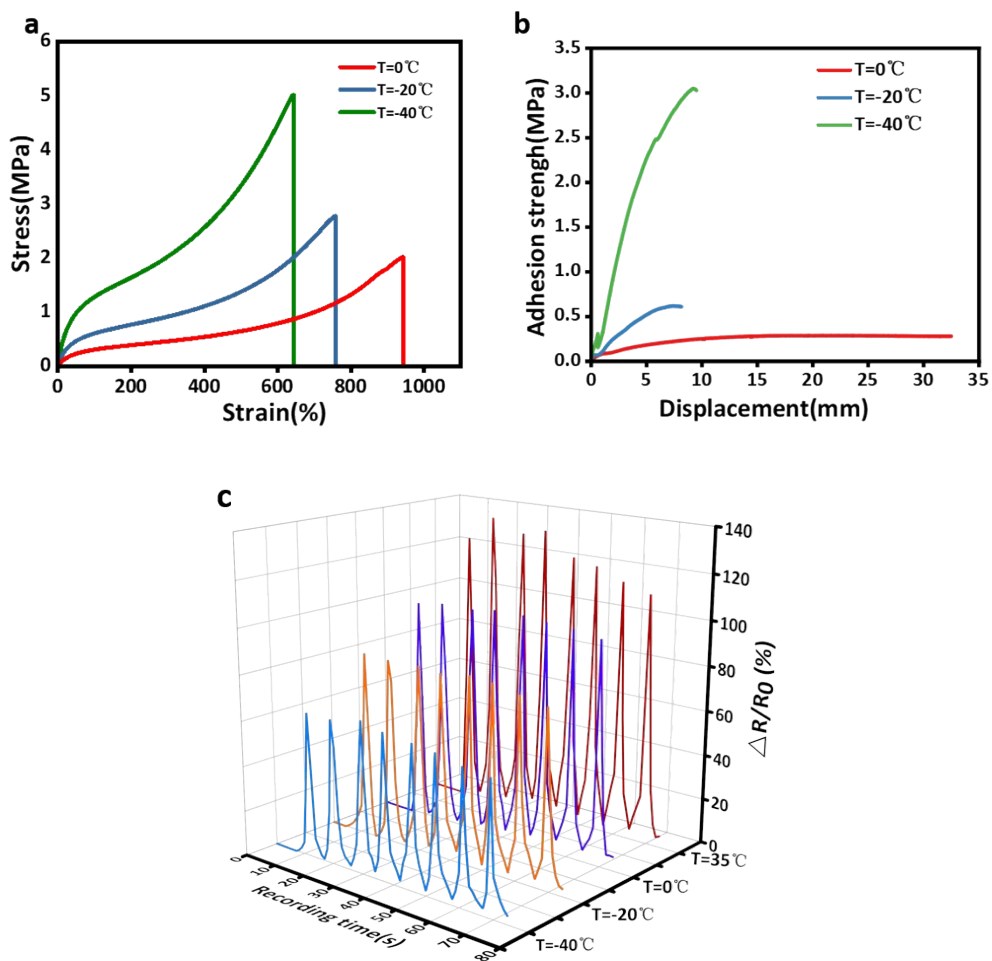 a
6
5
4
3
2
1
0
Stress(MPa)
T=0℃
T=-20℃
T=-40℃
0 200 400 600 800 1000
Strain(%)
b
3.5
3.0
2.5
2.0
1.5
1.0
0.5
0.0
Adhesion strengh(MPa)
T=0℃
T=-20℃
T=-40℃
0 5 10 15 20 25 30 35
Displacement(mm)
c
140
120
100
80
60
40
20
0
△R/R0 (%)
0 10 20 30 40 50 60 70 80
Recording time(s)
T=35℃
T=0℃
T=-20℃
T=-40℃